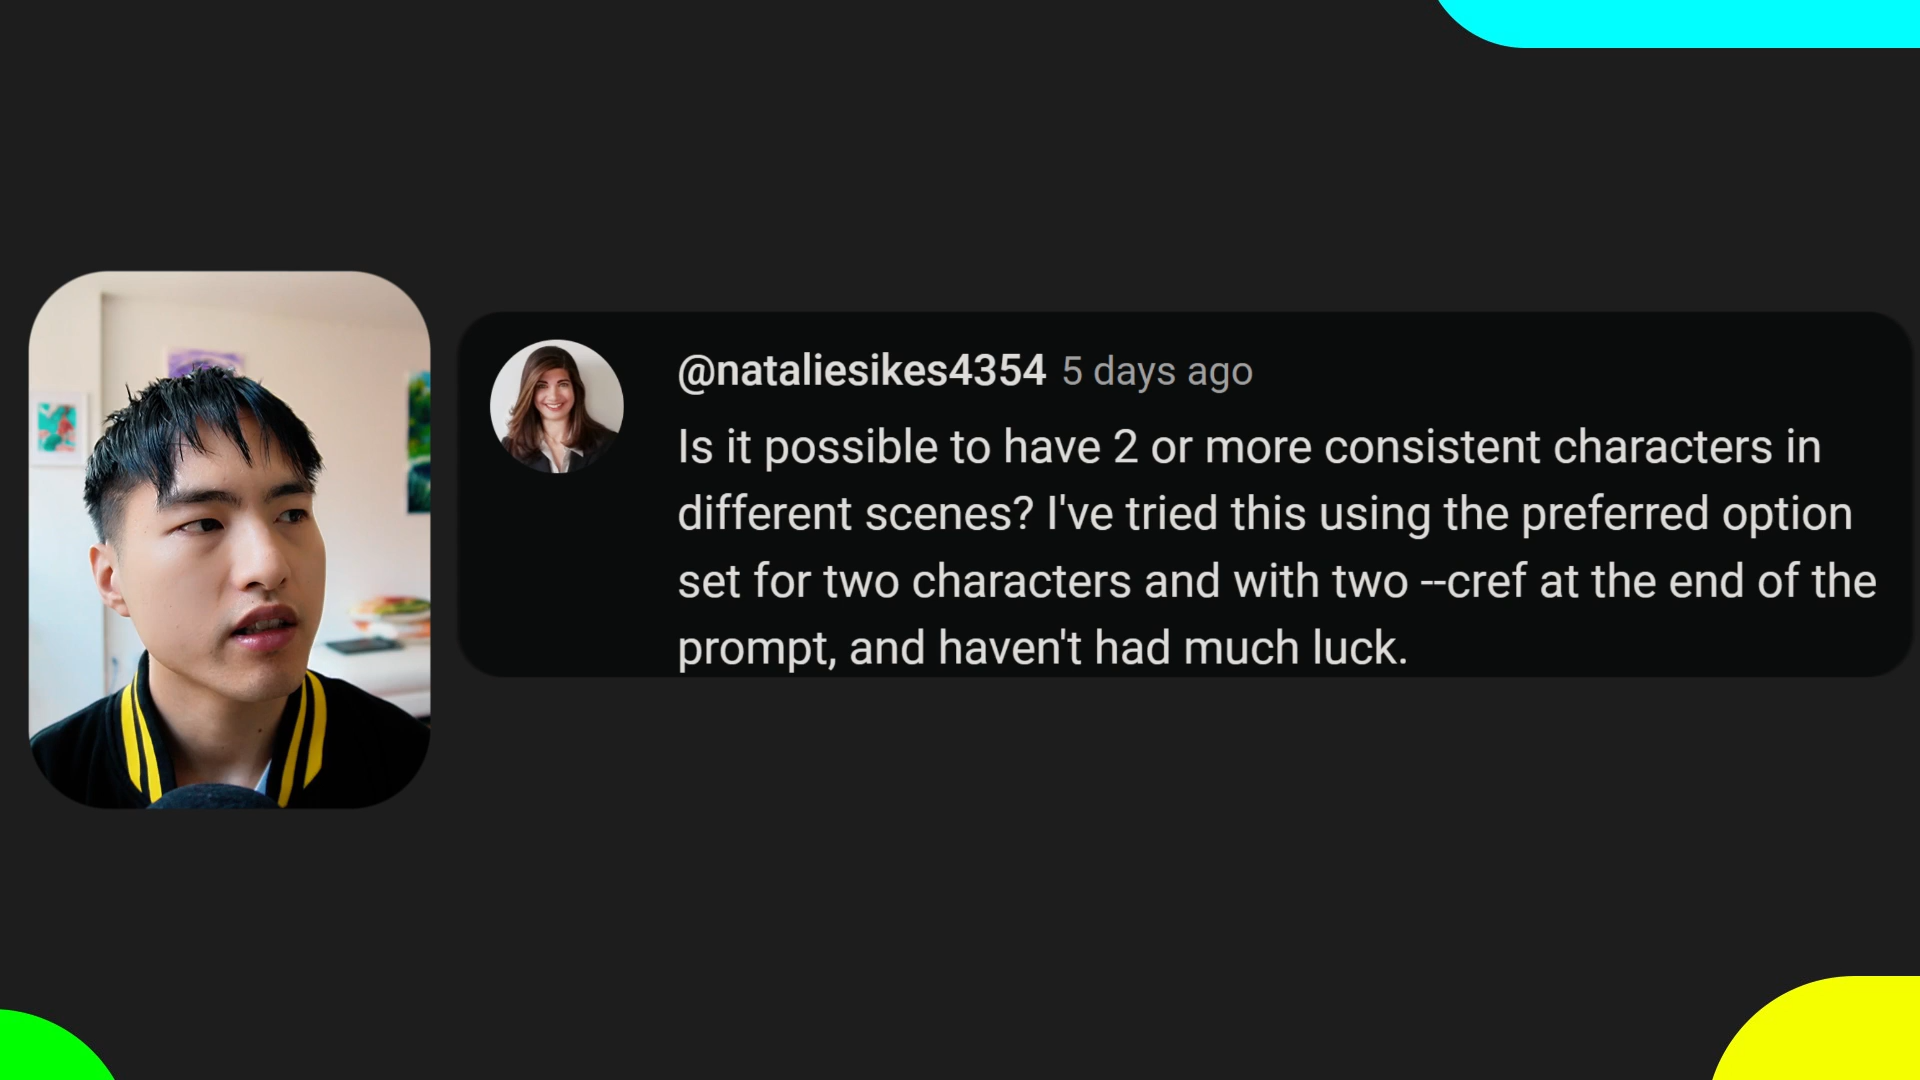 @nataliesikes4354 5 days ago
Is it possible to have 2 or more consistent characters in
different scenes? I've tried this using the preferred option
set for two characters and with two --cref at the end of the
prompt, and haven't had much luck.